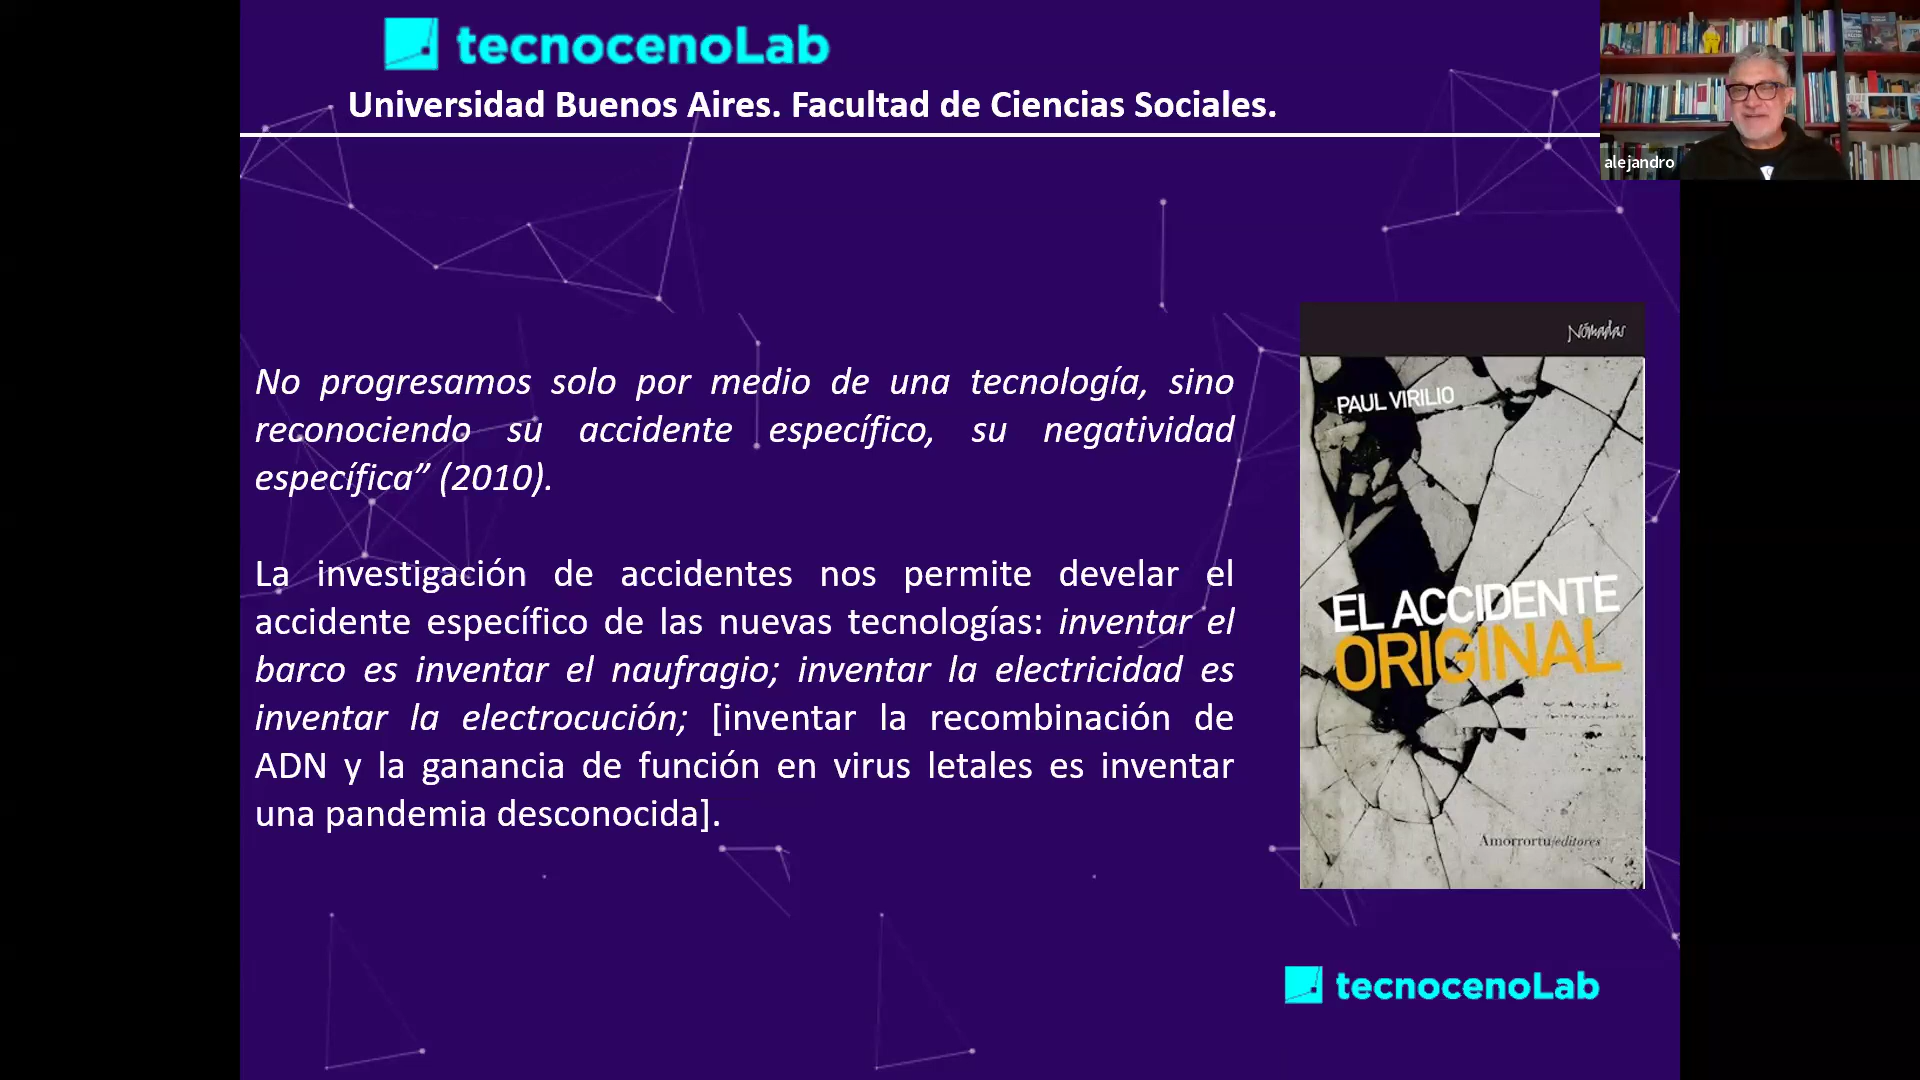 tecnocenoLab
Universidad Buenos Aires. Facultad de Ciencias Sociales.
alejandro
No progresamos solo por medio de una tecnología, sino
reconociendo su accidente específico, su negatividad
específica” (2010).
La investigación de accidentes nos permite develar el
accidente específico de las nuevas tecnologías: inventar el
barco es inventar el naufragio; inventar la electricidad es
inventar la electrocución; [inventar la recombinación de
ADN y la ganancia de función en virus letales es inventar
una pandemia desconocida].
Nómadas
PAUL VIRILIO
EL ACCIDENTE
ORIGINAL
Amorrortu/editores
tecnocenoLab